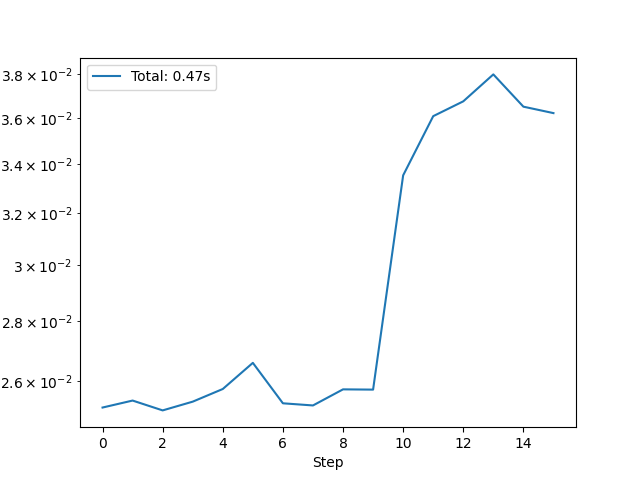 Total: 0.47s
3.8 × 10⁻²
3.6 × 10⁻²
3.4 × 10⁻²
3.2 × 10⁻²
3 × 10⁻²
2.8 × 10⁻²
2.6 × 10⁻²
0 2 4 6 8 10 12 14
Step